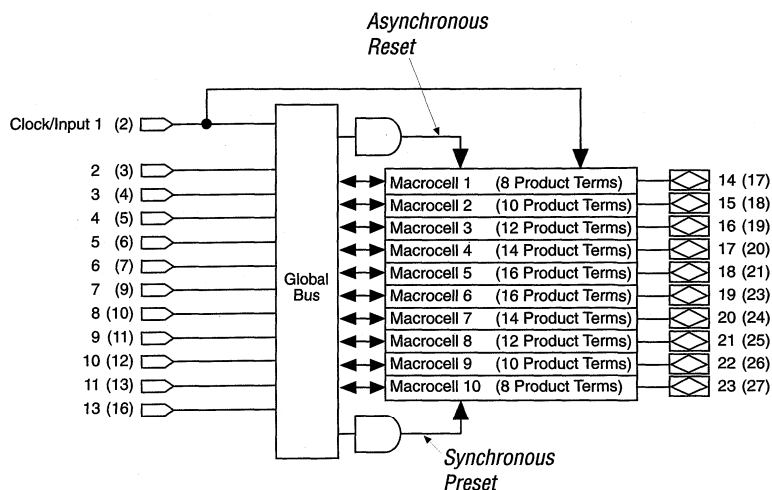 Asynchronous
Reset
Clock/Input 1 (2)
2 (3)
3 (4)
4 (5)
5 (6)
6 (7)
7 (9)
8 (10)
9 (11)
10 (12)
11 (13)
13 (16)
Global
Bus
Macrocell 1 (8 Product Terms) 14 (17)
Macrocell 2 (10 Product Terms) 15 (18)
Macrocell 3 (12 Product Terms) 16 (19)
Macrocell 4 (14 Product Terms) 17 (20)
Macrocell 5 (16 Product Terms) 18 (21)
Macrocell 6 (16 Product Terms) 19 (23)
Macrocell 7 (14 Product Terms) 20 (24)
Macrocell 8 (12 Product Terms) 21 (25)
Macrocell 9 (10 Product Terms) 22 (26)
Macrocell 10 (8 Product Terms) 23 (27)
Synchronous
Preset